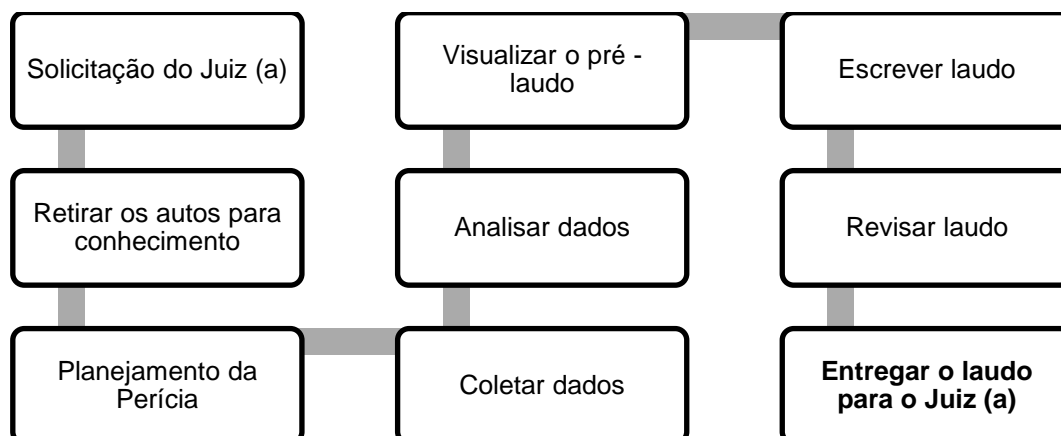 Solicitação do Juiz (a)
Retirar os autos para
conhecimento
Planejamento da
Perícia
Coletar dados
Analisar dados
Visualizar o pré -
laudo
Escrever laudo
Revisar laudo
Entregar o laudo
para o Juiz (a)